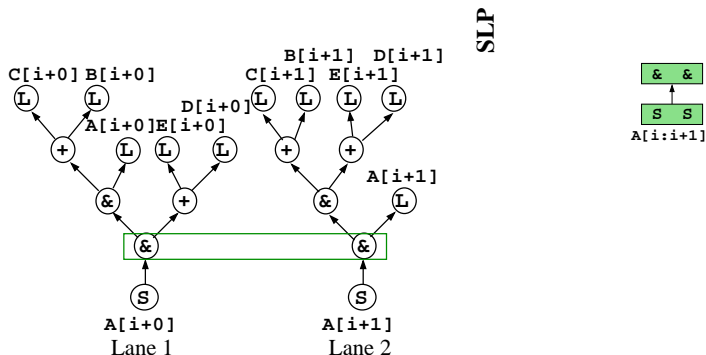 B[i+1] D[i+1]
SLP
C[i+0] B[i+0] C[i+1] E[i+1]
L L L L L L & &
D[i+0]
S S
A[i+0] E[i+0] A[i:i+1]
+ L L L + +
A[i+1]
& + & L
& &
S S
A[i+0] A[i+1]
Lane 1 Lane 2